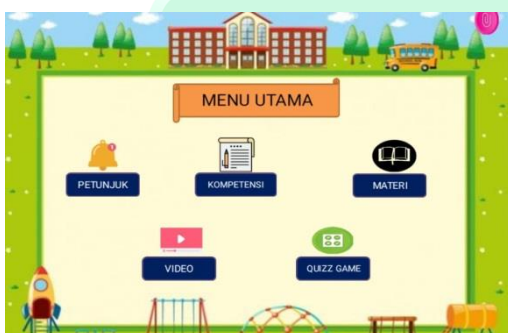 MENU UTAMA
PETUNJUK
KOMPETENSI
MATERI
VIDEO
QUIZZ GAME